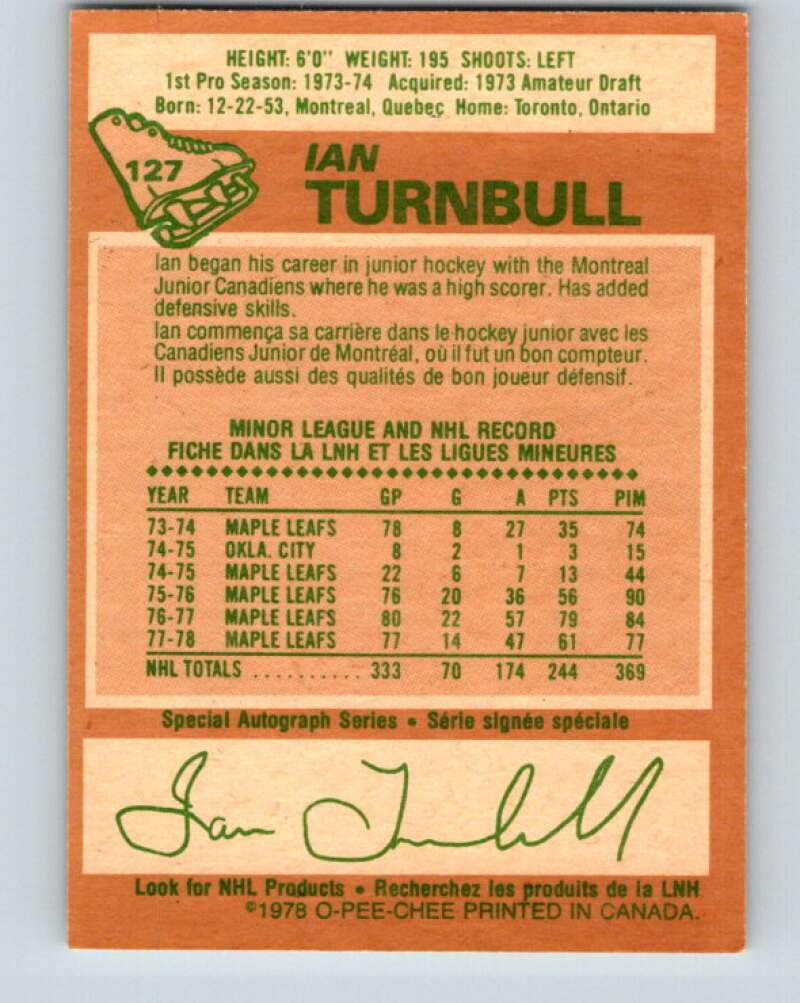 HEIGHT: 6'0" WEIGHT: 195 SHOOTS: LEFT
1st Pro Season: 1973-74 Acquired: 1973 Amateur Draft
Born: 12-22-53, Montreal, Quebec Home: Toronto, Ontario
127
IAN
TURNBULL
Ian began his career in junior hockey with the Montreal
Junior Canadiens where he was a high scorer. Has added
defensive skills.
Ian commença sa carrière dans le hockey junior avec les
Canadiens Junior de Montréal, où il fut un bon compteur.
Il possède aussi des qualités de bon joueur défensif.
MINOR LEAGUE AND NHL RECORD
FICHE DANS LA LNH ET LES LIGUES MINEURES
YEAR TEAM GP G A PTS PIM
73-74 MAPLE LEAFS 78 8 27 35 74
74-75 OKLA. CITY 8 2 1 3 15
74-75 MAPLE LEAFS 22 6 7 13 44
75-76 MAPLE LEAFS 76 20 36 56 90
76-77 MAPLE LEAFS 80 22 57 79 84
77-78 MAPLE LEAFS 77 14 47 61 77
NHL TOTALS .......... 333 70 174 244 369
Special Autograph Series • Série signée spéciale
Ian Turnbull
Look for NHL Products • Recherchez les produits de la LNH
©1978 O-PEE-CHEE PRINTED IN CANADA.